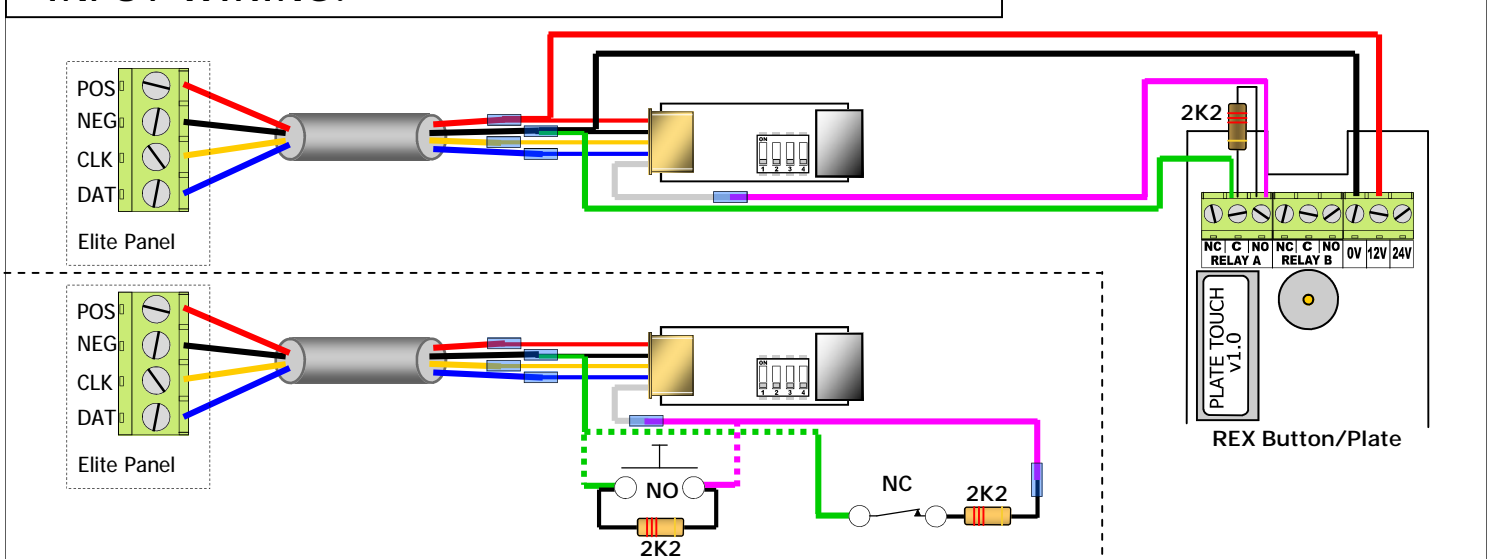 POS
NEG
CLK
DAT
Elite Panel
ON
1 2 3 4
2K2
NC C NO NC C NO 0V 12V 24V
RELAY A RELAY B
PLATE TOUCH
v1.0
REX Button/Plate
POS
NEG
CLK
DAT
Elite Panel
ON
1 2 3 4
NO
2K2
NC
2K2